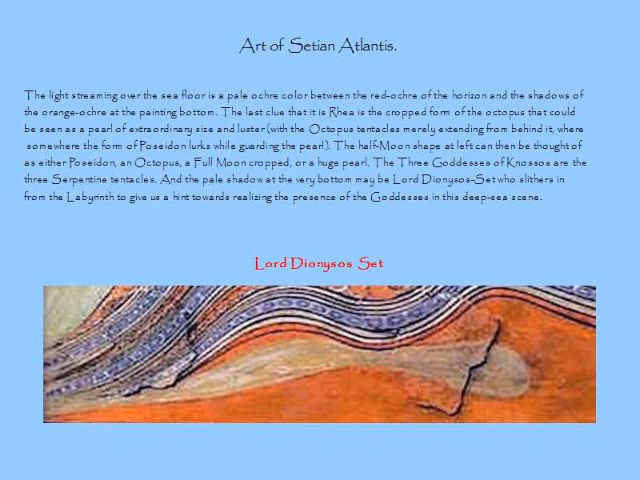 Art of Setian Atlantis.
The light streaming over the sea floor is a pale ochre color between the red-ochre of the horizon and the shadows of
the orange-ochre at the painting bottom. The last clue that it is Rhea is the cropped form of the octopus that could
be seen as a pearl of extraordinary size and luster (with the Octopus tentacles merely extending from behind it, where
somewhere the form of Poseidon lurks while guarding the pearl). The half-Moon shape at left can then be thought of
as either Poseidon, an Octopus, a Full Moon cropped, or a huge pearl. The Three Goddesses of Knossos are the
three Serpentine tentacles. And the pale shadow at the very bottom may be Lord Dionysos-Set who slithers in
from the Labyrinth to give us a hint towards realizing the presence of the Goddesses in this deep-sea scene.
Lord Dionysos Set